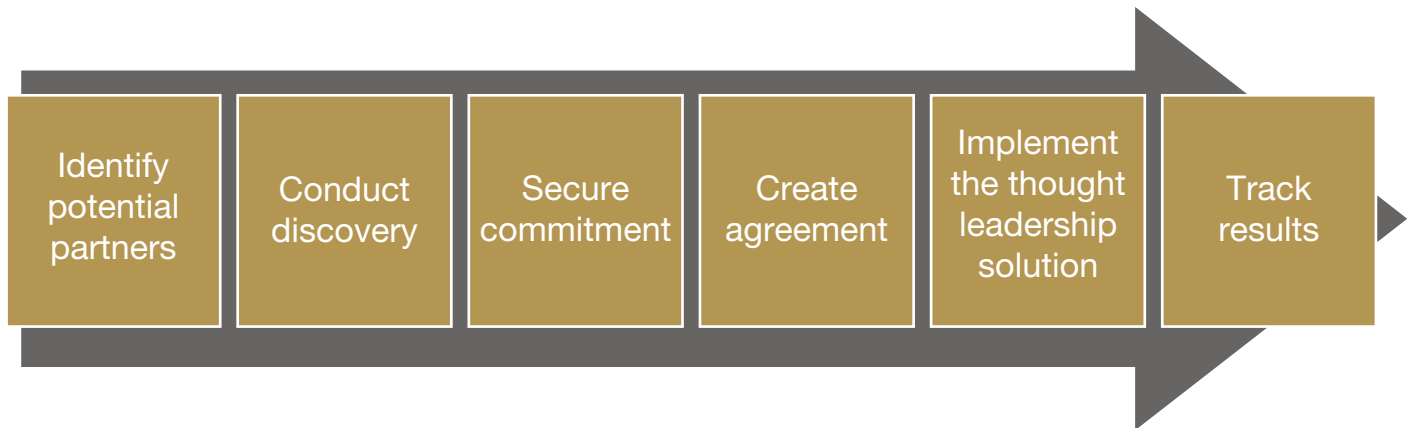 Identify
potential
partners
Conduct
discovery
Secure
commitment
Create
agreement
Implement
the thought
leadership
solution
Track
results